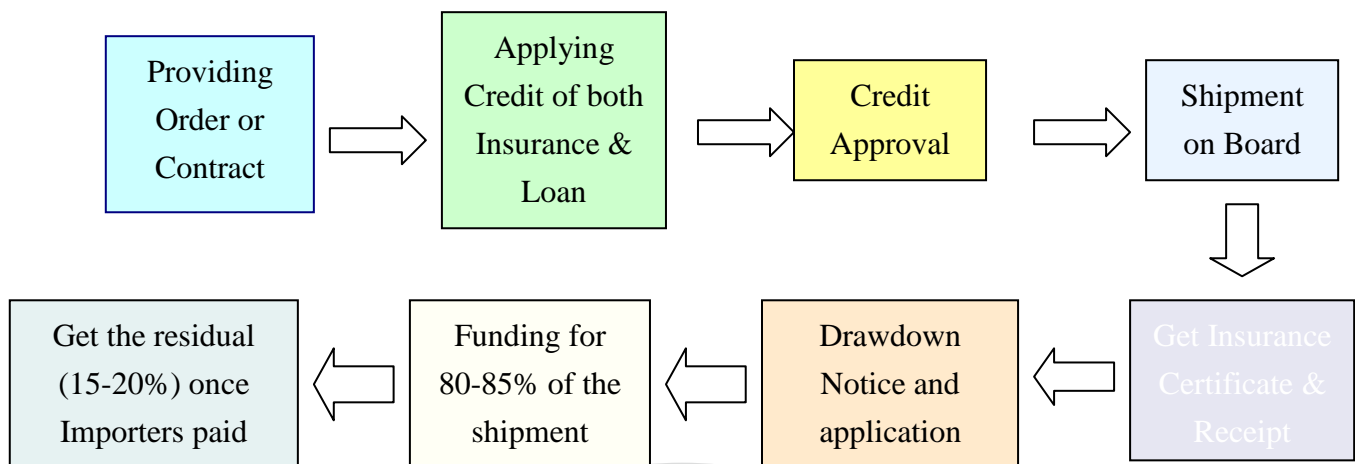 Providing
Order or
Contract
Applying
Credit of both
Insurance &
Loan
Credit
Approval
Shipment
on Board
Get Insurance
Certificate &
Receipt
Drawdown
Notice and
application
Funding for
80-85% of the
shipment
Get the residual
(15-20%) once
Importers paid